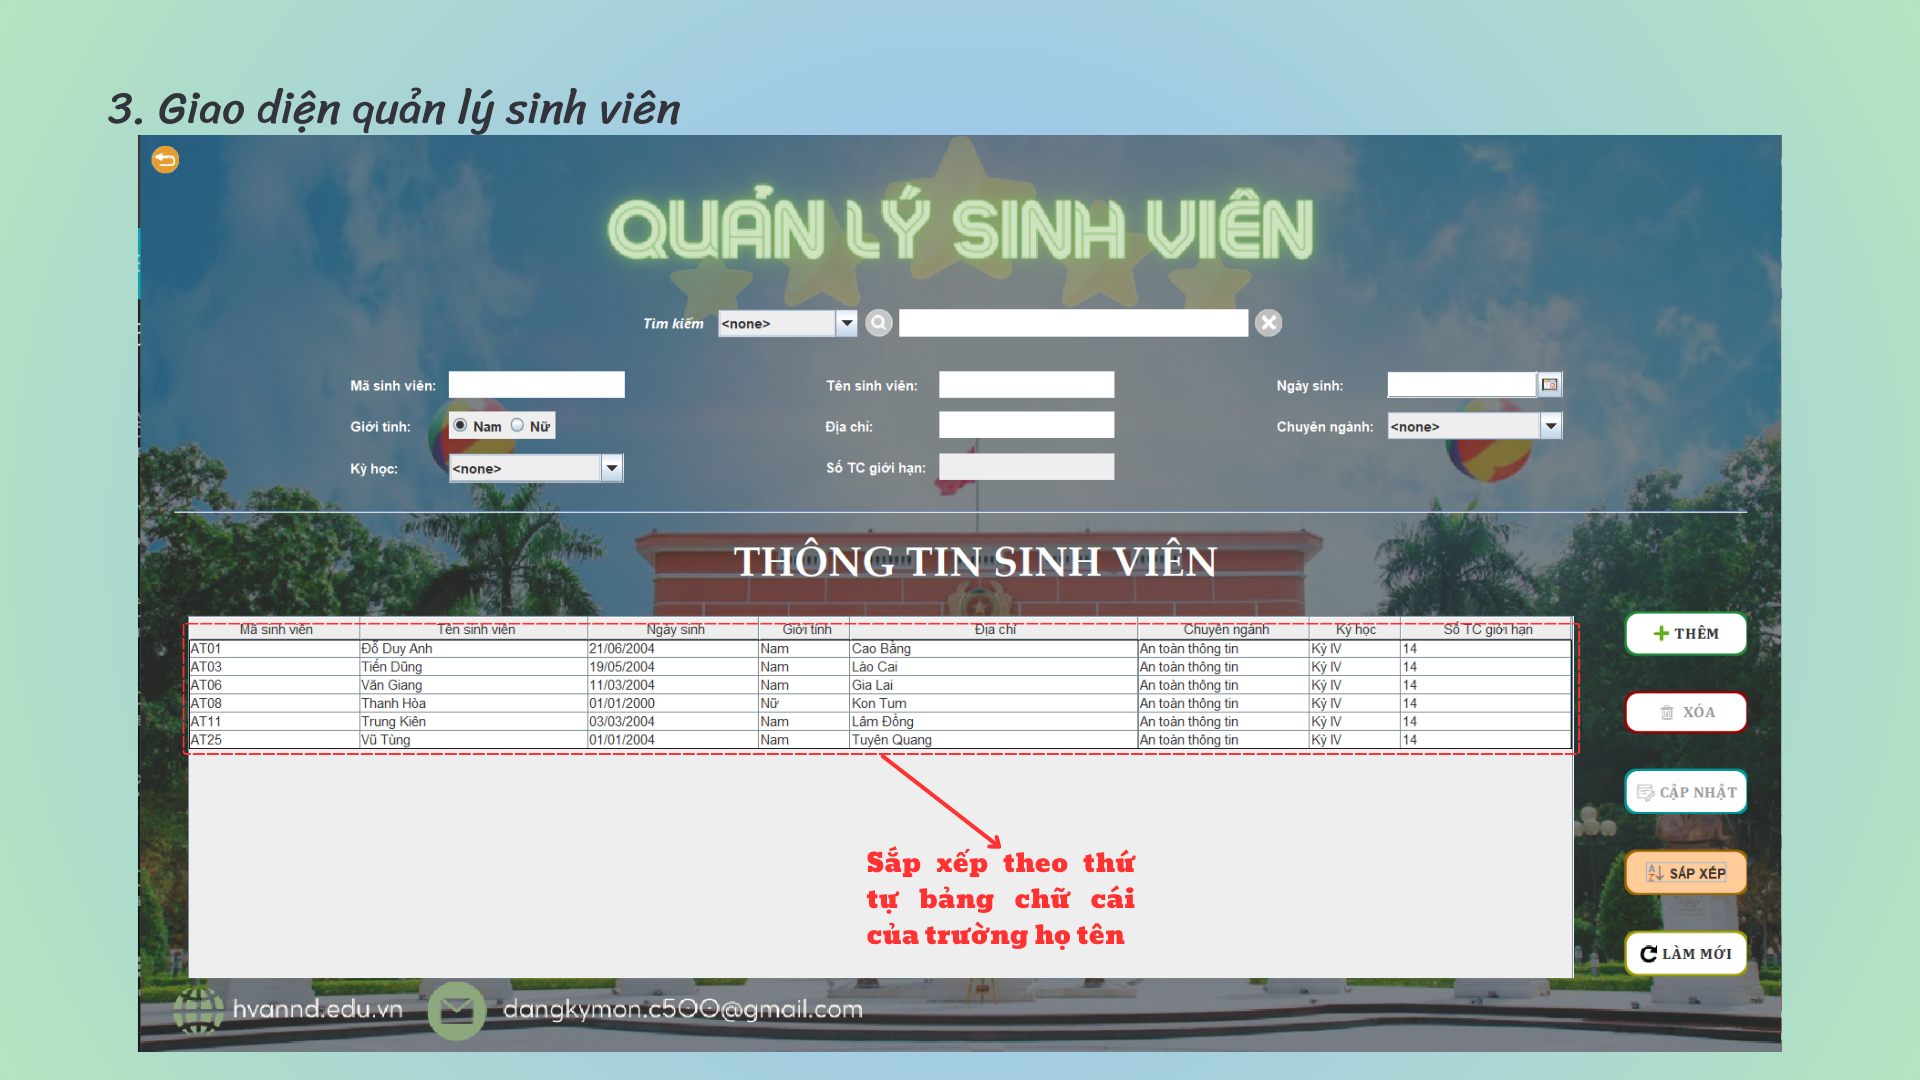 3. Giao diện quản lý sinh viên
QUẢN LÝ SINH VIÊN
Tìm kiếm <none>
Mã sinh viên: Tên sinh viên: Ngày sinh:
Giới tính: Nam Nữ Địa chỉ: Chuyên ngành: <none>
Kỳ học: <none> Số TC giới hạn:
THÔNG TIN SINH VIÊN
Mã sinh viên Tên sinh viên Ngày sinh Giới tính Địa chỉ Chuyên ngành Kỳ học Số TC giới hạn
AT01 Đỗ Duy Anh 21/06/2004 Nam Cao Bằng An toàn thông tin Kỳ IV 14
AT03 Tiến Dũng 19/05/2004 Nam Lào Cai An toàn thông tin Kỳ IV 14
AT06 Văn Giang 11/03/2004 Nam Gia Lai An toàn thông tin Kỳ IV 14
AT08 Thanh Hòa 01/01/2000 Nữ Kon Tum An toàn thông tin Kỳ IV 14
AT11 Trung Kiên 03/03/2004 Nam Lâm Đồng An toàn thông tin Kỳ IV 14
AT25 Vũ Tùng 01/01/2004 Nam Tuyên Quang An toàn thông tin Kỳ IV 14
THÊM
XÓA
CẬP NHẬT
SẮP XẾP
LÀM MỚI
Sắp xếp theo thứ
tự bảng chữ cái
của trường họ tên
hvannd.edu.vn dangkymon.c500@gmail.com